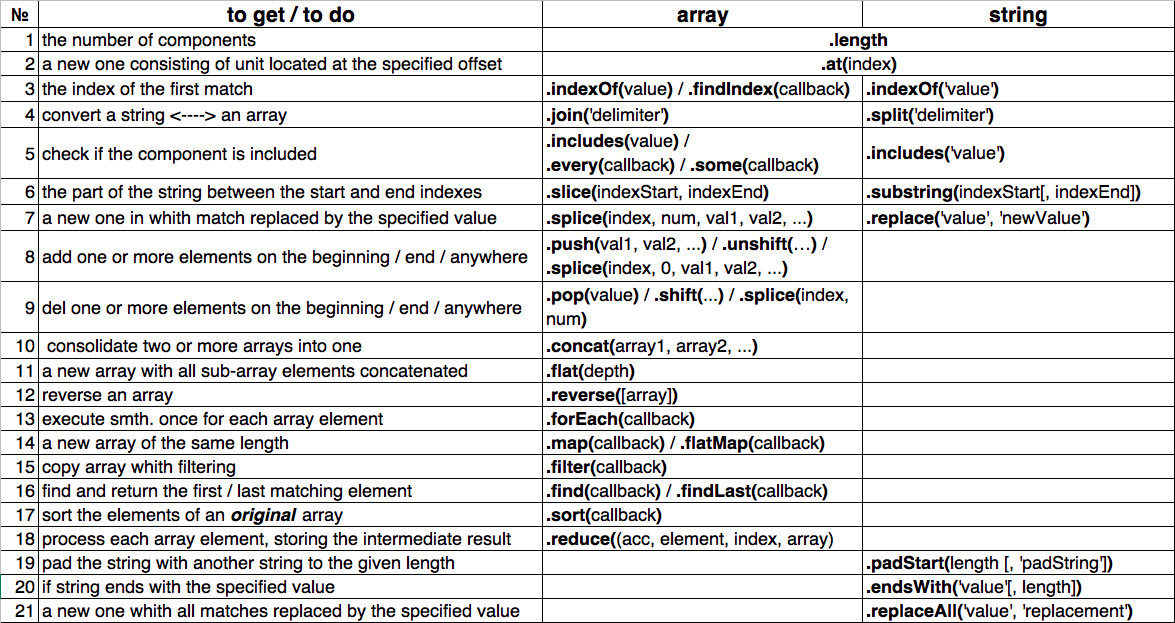 № to get / to do array string
1 the number of components .length
2 a new one consisting of unit located at the specified offset .at(index)
3 the index of the first match .indexOf(value) / .findIndex(callback) .indexOf('value')
4 convert a string <----> an array .join('delimiter') .split('delimiter')
5 check if the component is included .includes(value) /
.every(callback) / .some(callback) .includes('value')
6 the part of the string between the start and end indexes .slice(indexStart, indexEnd) .substring(indexStart[, indexEnd])
7 a new one in whith match replaced by the specified value .splice(index, num, val1, val2, ...) .replace('value', 'newValue')
8 add one or more elements on the beginning / end / anywhere .push(val1, val2, ...) / .unshift(…) /
.splice(index, 0, val1, val2, ...)
9 del one or more elements on the beginning / end / anywhere .pop(value) / .shift(...) / .splice(index,
num)
10 consolidate two or more arrays into one .concat(array1, array2, ...)
11 a new array with all sub-array elements concatenated .flat(depth)
12 reverse an array .reverse([array])
13 execute smth. once for each array element .forEach(callback)
14 a new array of the same length .map(callback) / .flatMap(callback)
15 copy array whith filtering .filter(callback)
16 find and return the first / last matching element .find(callback) / .findLast(callback)
17 sort the elements of an original array .sort(callback)
18 process each array element, storing the intermediate result .reduce((acc, element, index, array)
19 pad the string with another string to the given length .padStart(length [, 'padString'])
20 if string ends with the specified value .endsWith('value'[, length])
21 a new one whith all matches replaced by the specified value .replaceAll('value', 'replacement')